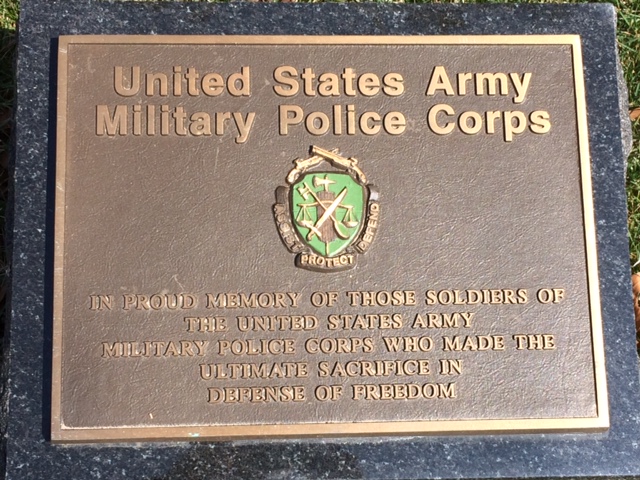 United States Army
Military Police Corps
ASSIST PROTECT DEFEND
IN PROUD MEMORY OF THOSE SOLDIERS OF
THE UNITED STATES ARMY
MILITARY POLICE CORPS WHO MADE THE
ULTIMATE SACRIFICE IN
DEFENSE OF FREEDOM